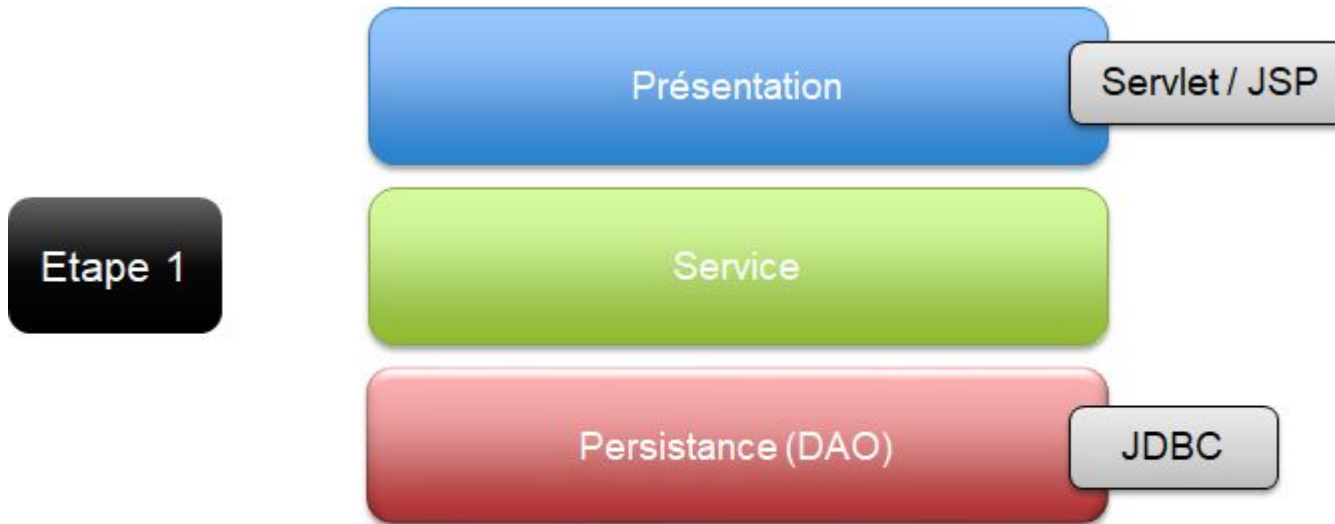 Présentation
Servlet / JSP
Etape 1
Service
Persistance (DAO)
JDBC